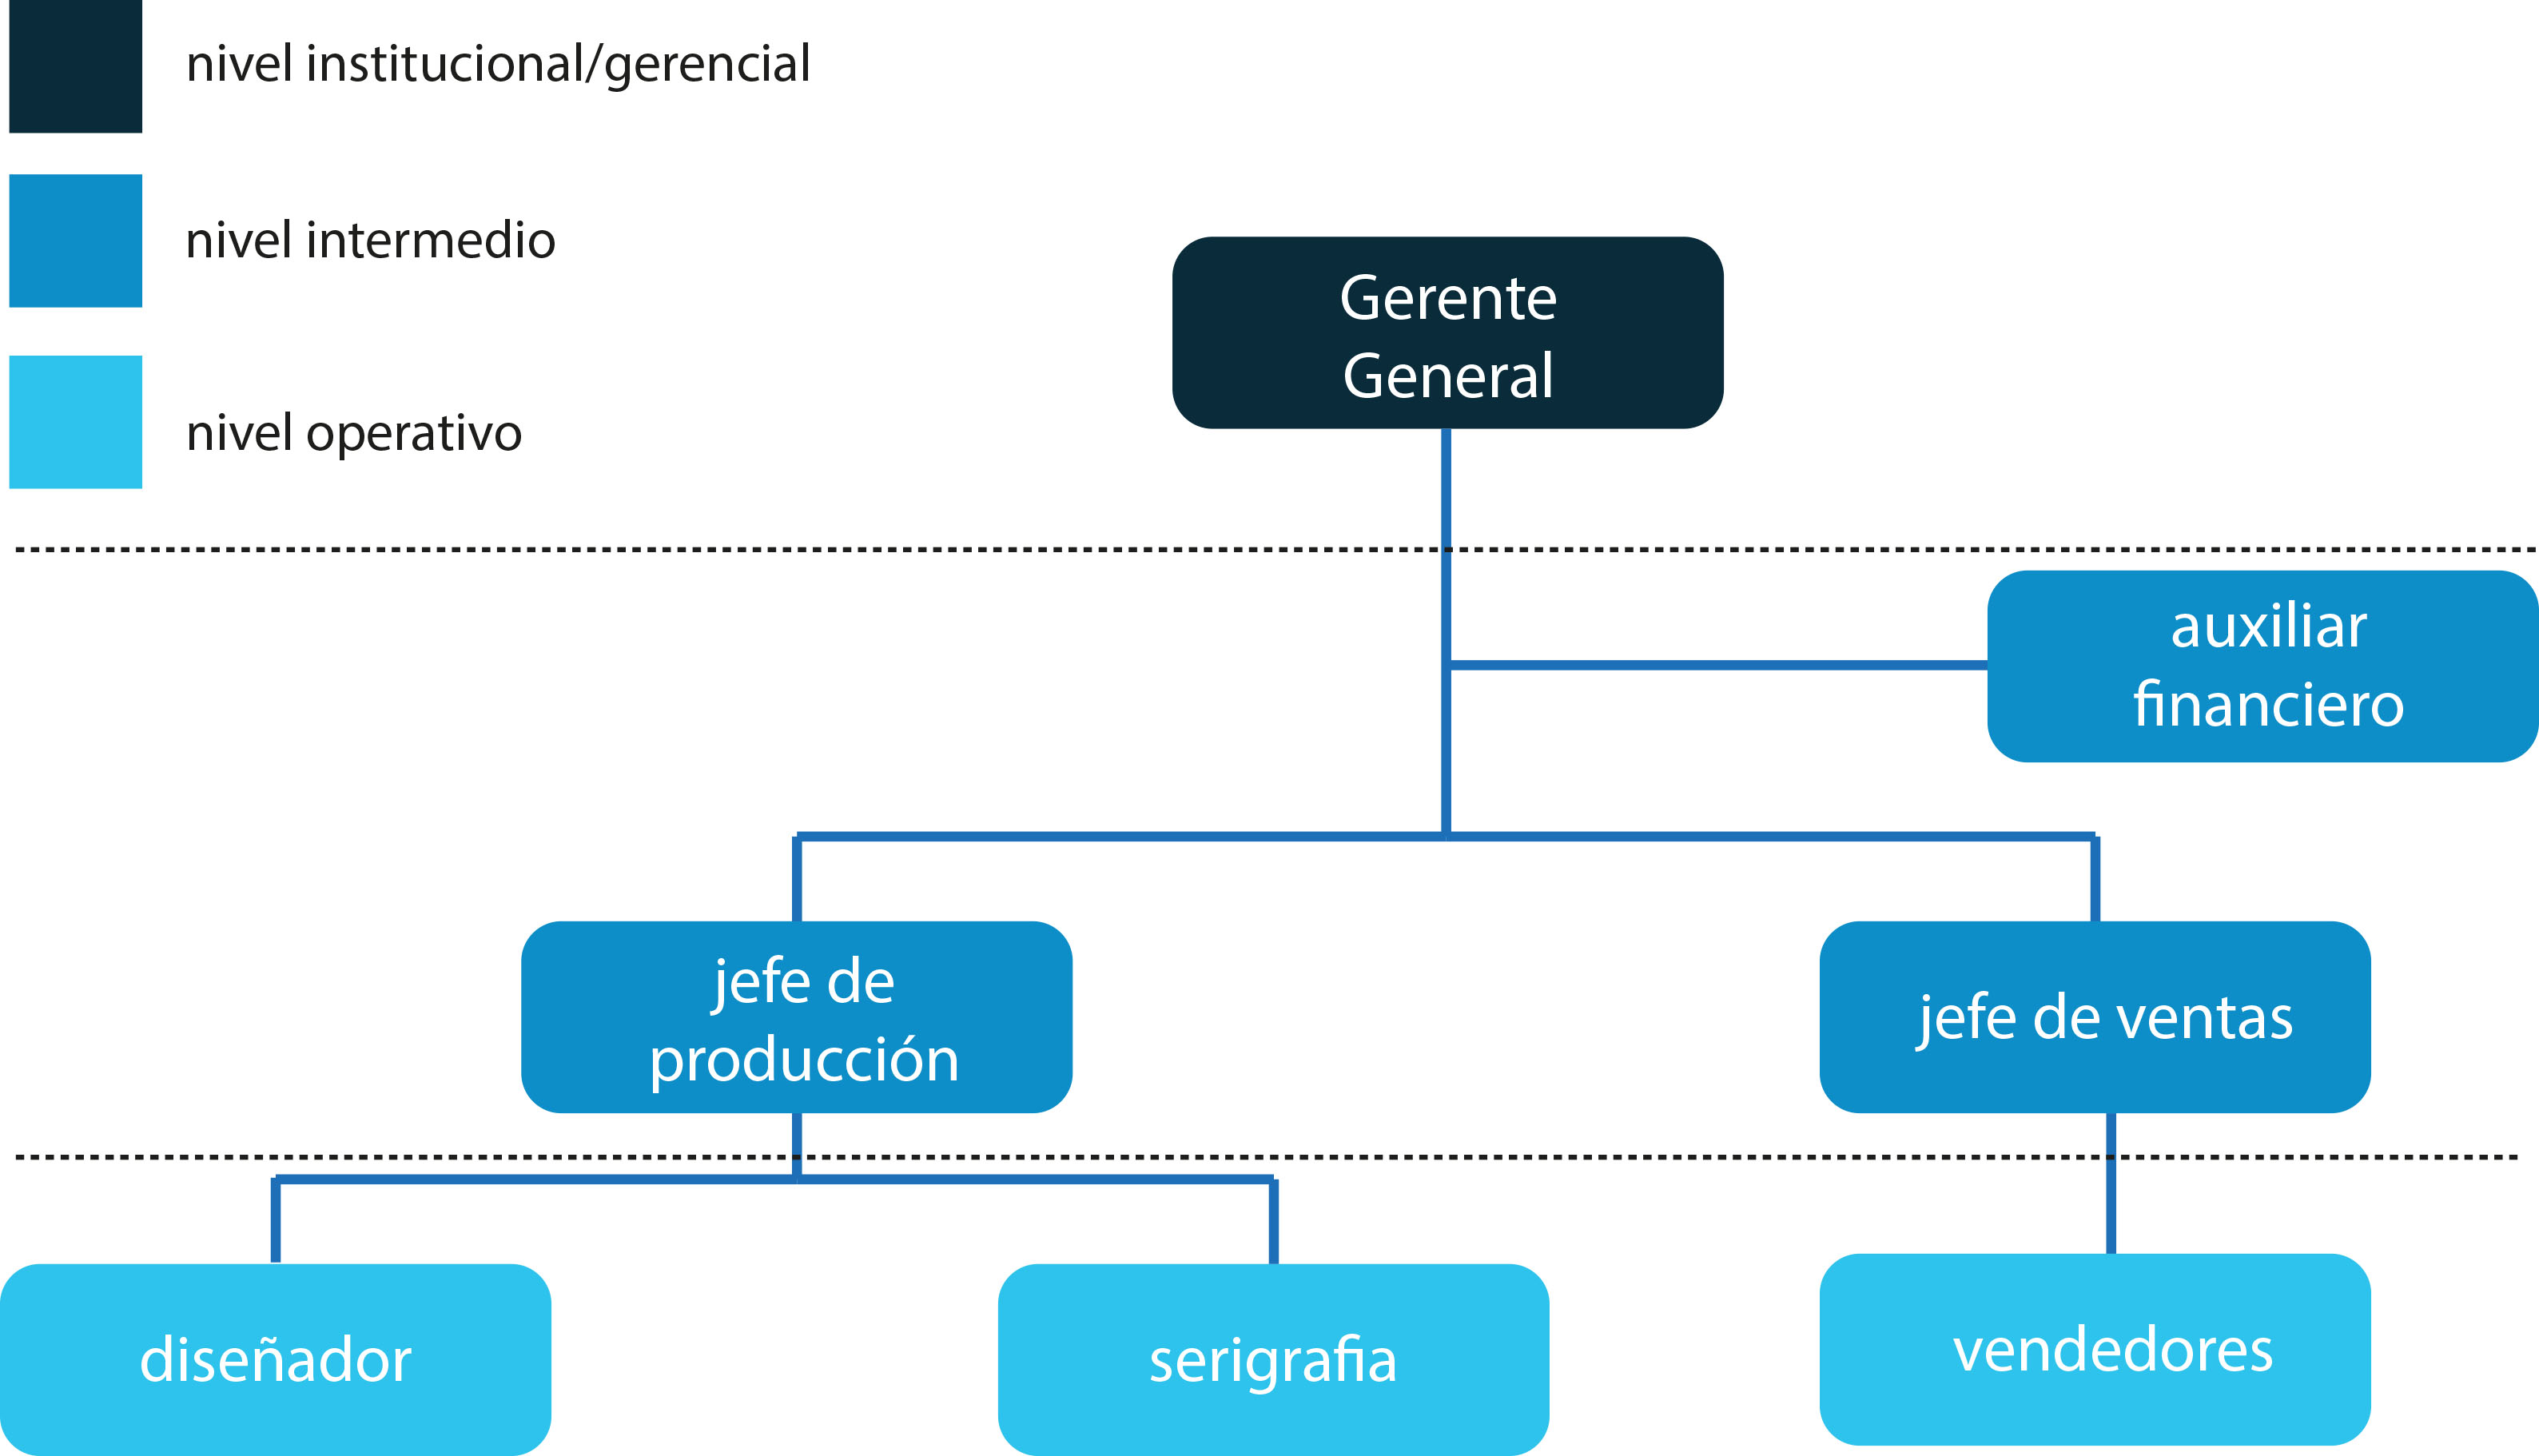 nivel institucional/gerencial
nivel intermedio
nivel operativo
Gerente
General
auxiliar
financiero
jefe de
producción
jefe de ventas
diseñador
serigrafia
vendedores